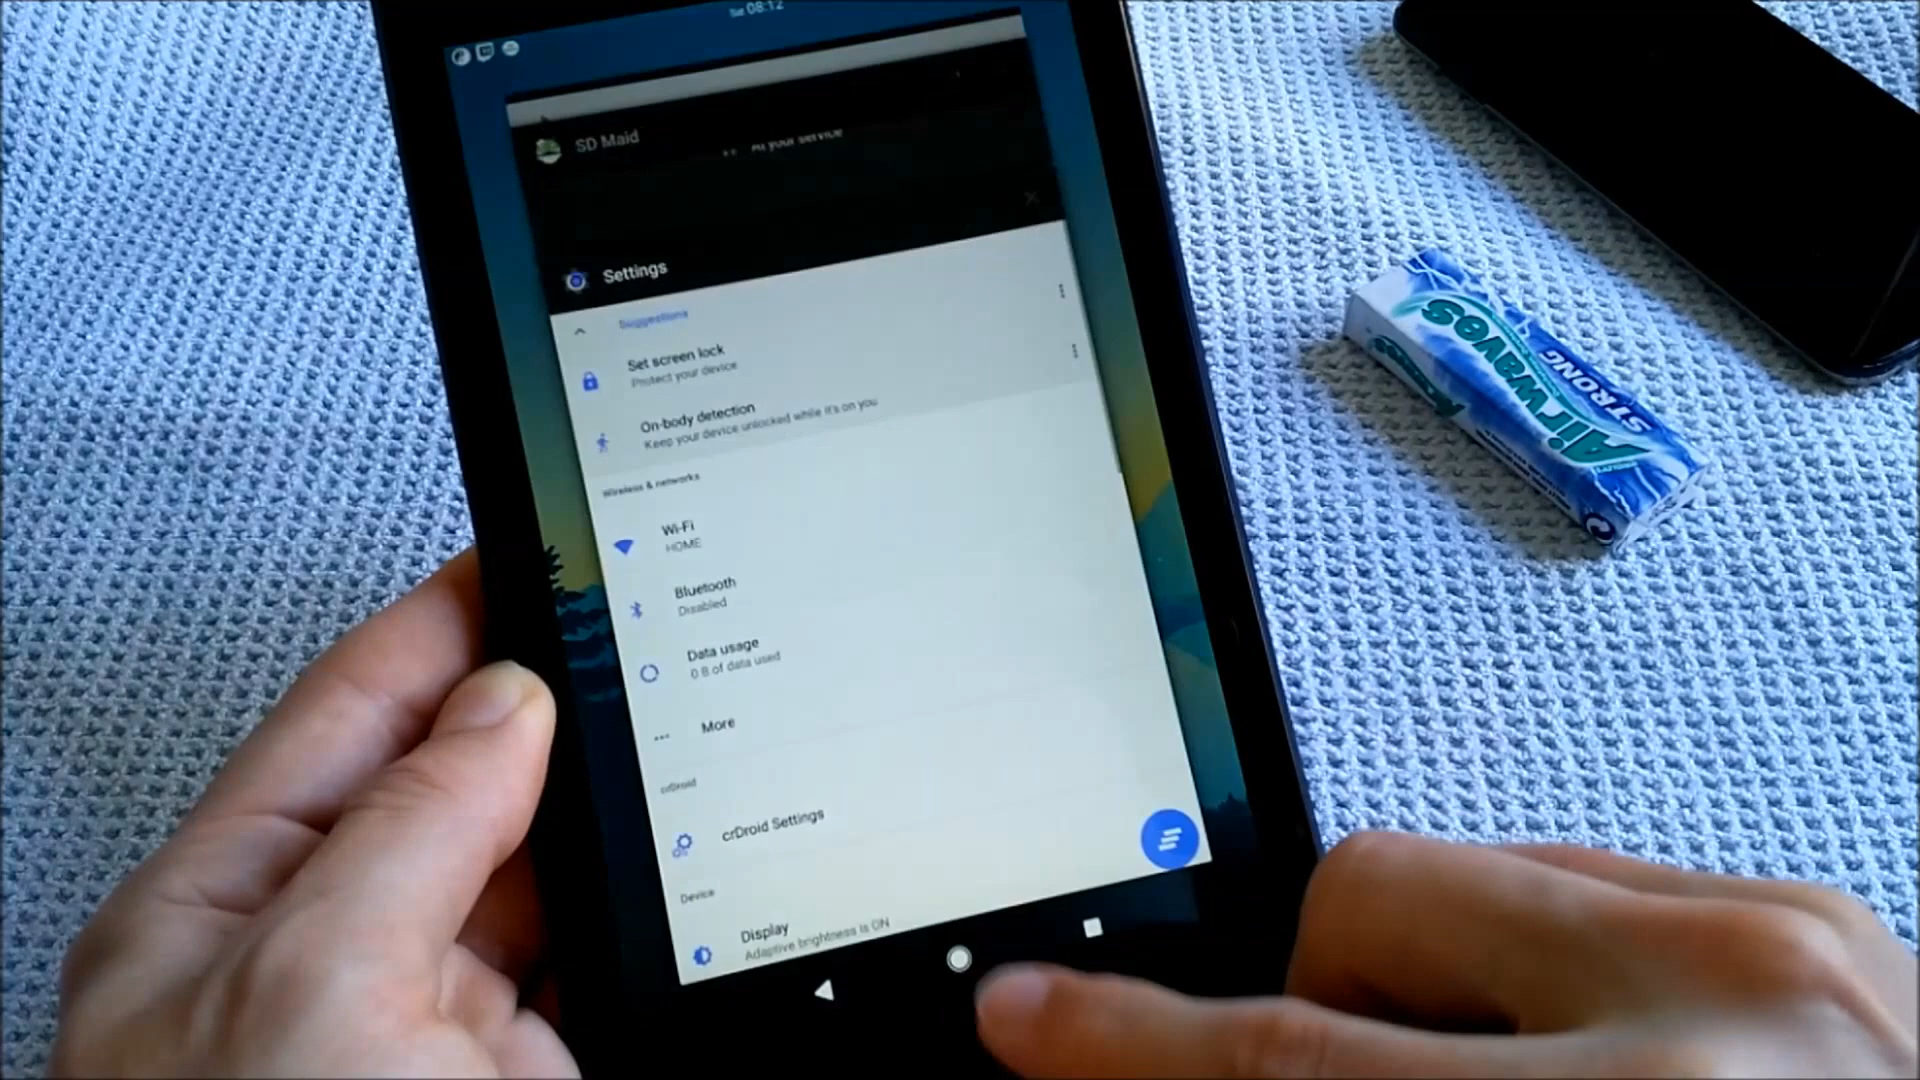 08:12
SD Maid
At your service
Settings
Suggestions
Set screen lock
Protect your device
On-body detection
Keep your device unlocked while it's on you
Wireless & networks
Wi-Fi
HOME
Bluetooth
Disabled
Data usage
0 B of data used
More
crDroid
crDroid Settings
Device
Display
Adaptive brightness is ON
Airwaves
STRONG